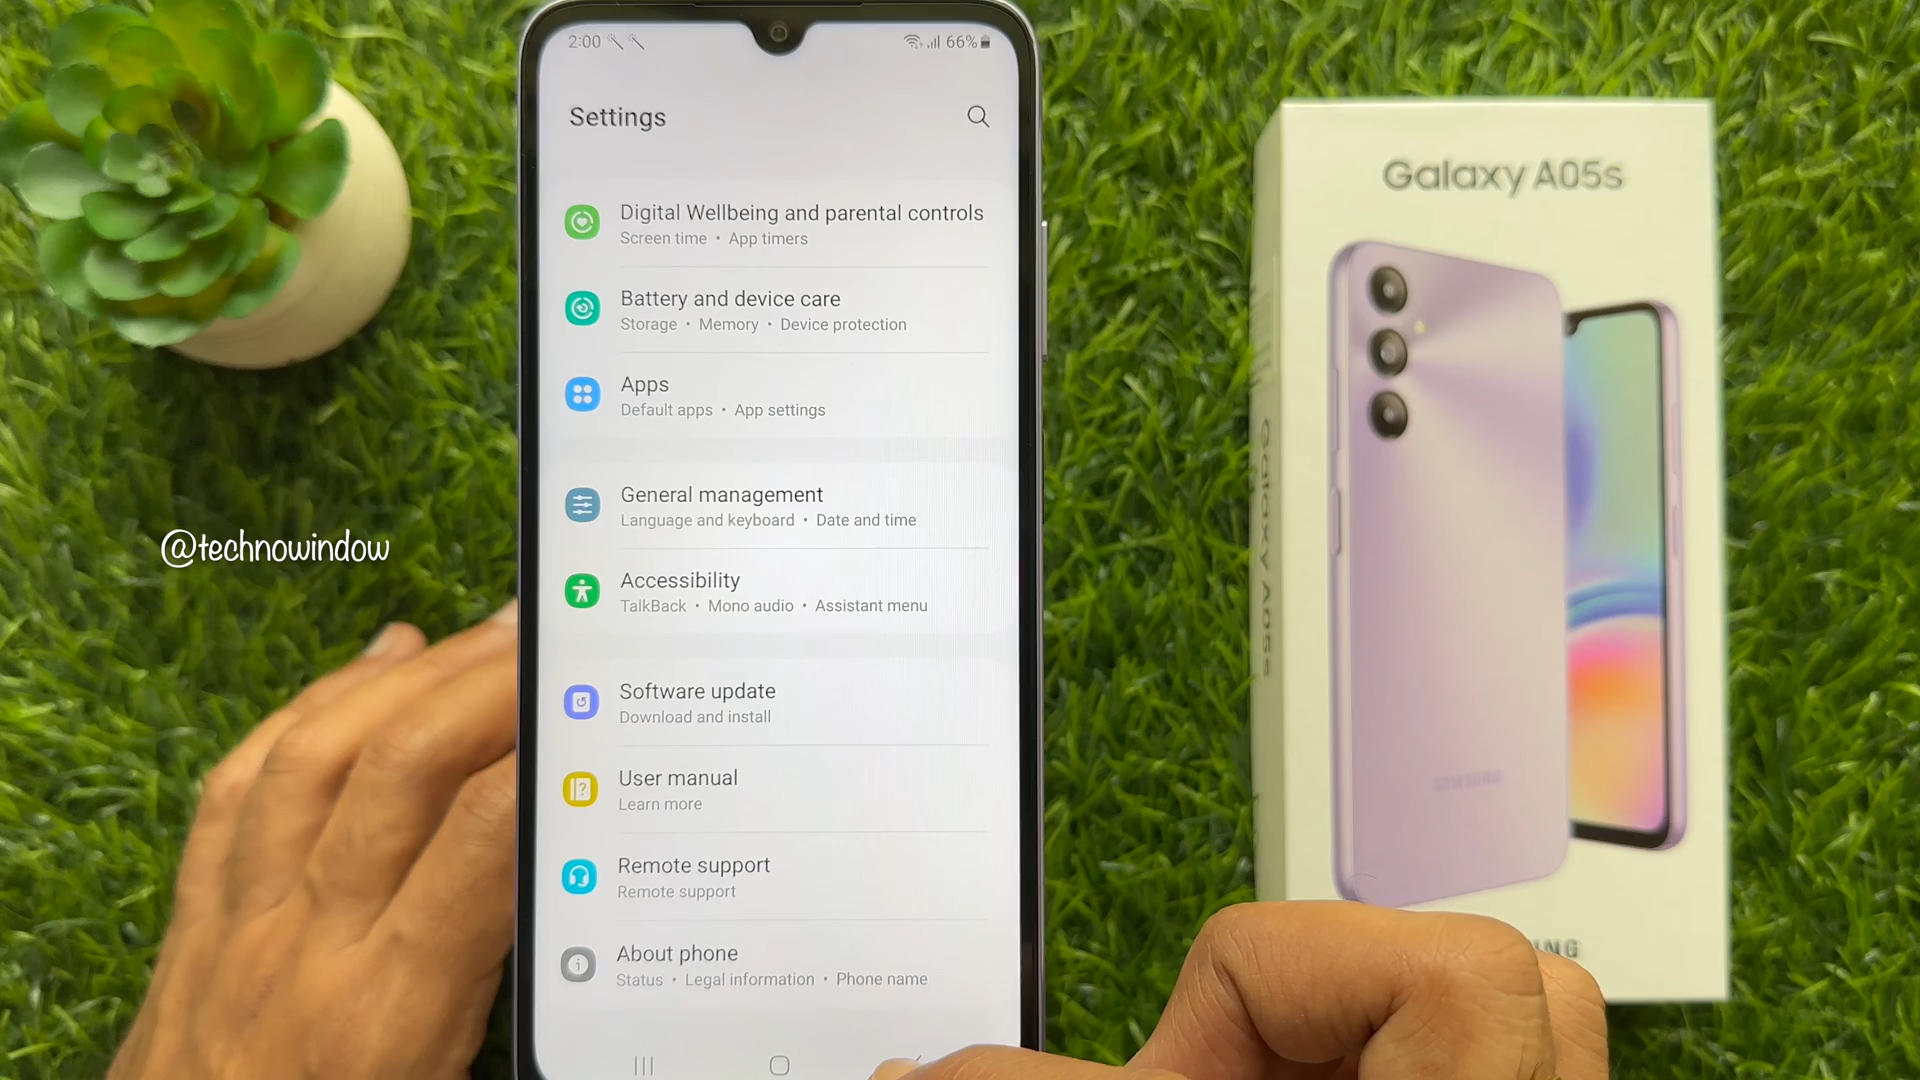 2:00
66%
Settings
Digital Wellbeing and parental controls
Screen time • App timers
Battery and device care
Storage • Memory • Device protection
Apps
Default apps • App settings
General management
Language and keyboard • Date and time
Accessibility
TalkBack • Mono audio • Assistant menu
Software update
Download and install
User manual
Learn more
Remote support
Remote support
About phone
Status • Legal information • Phone name
@technowindow
Galaxy A05s
Galaxy A05s
SAMSUNG